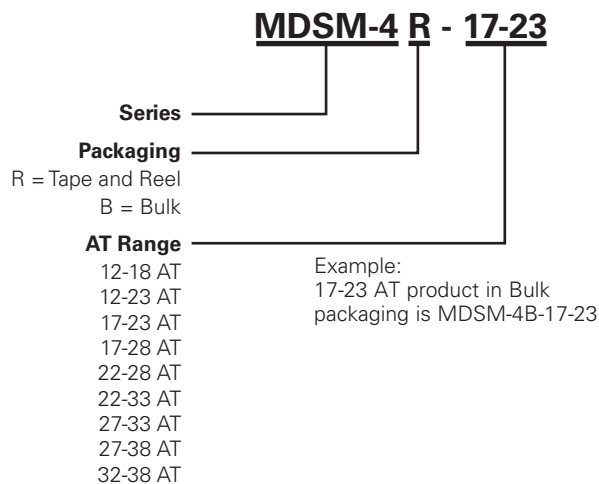 MDSM-4 R - 17-23
Series
Packaging
R = Tape and Reel
B = Bulk
AT Range
12-18 AT
12-23 AT
17-23 AT
17-28 AT
22-28 AT
22-33 AT
27-33 AT
27-38 AT
32-38 AT
Example:
17-23 AT product in Bulk
packaging is MDSM-4B-17-23